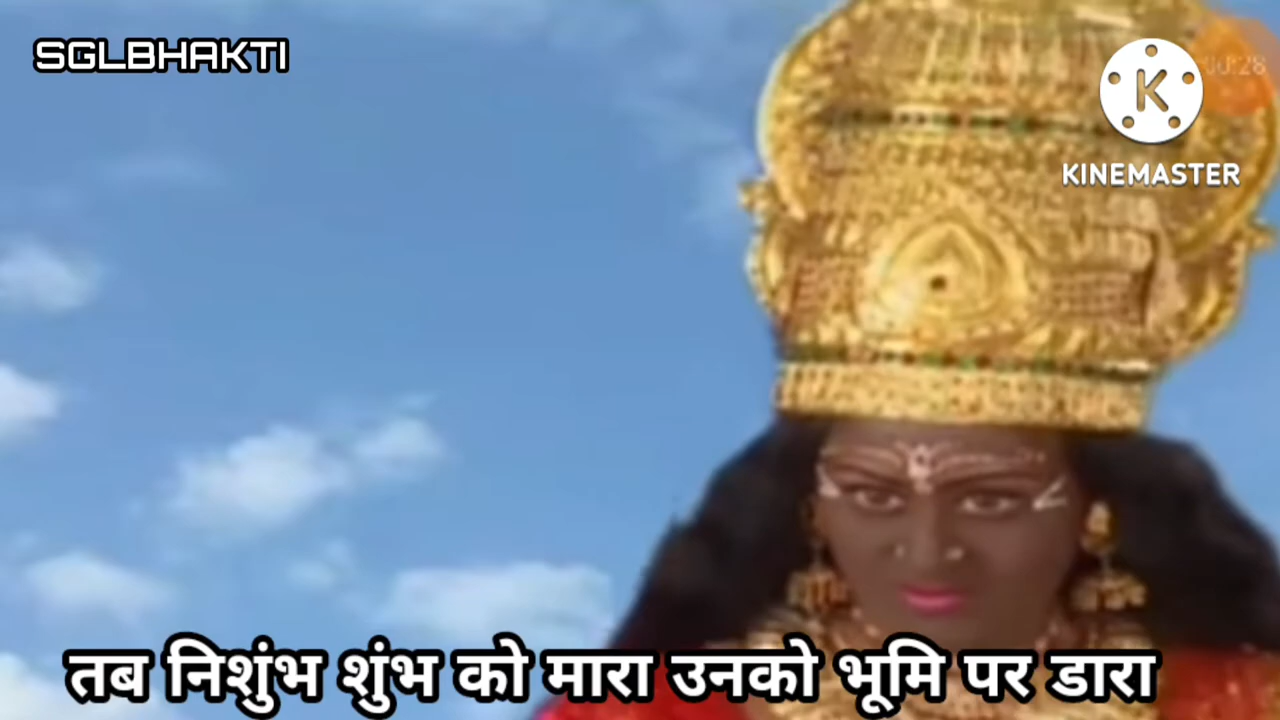 SGLBHAKTI
KINEMASTER
तब निशुंभ शुंभ को मारा उनको भूमि पर डारा